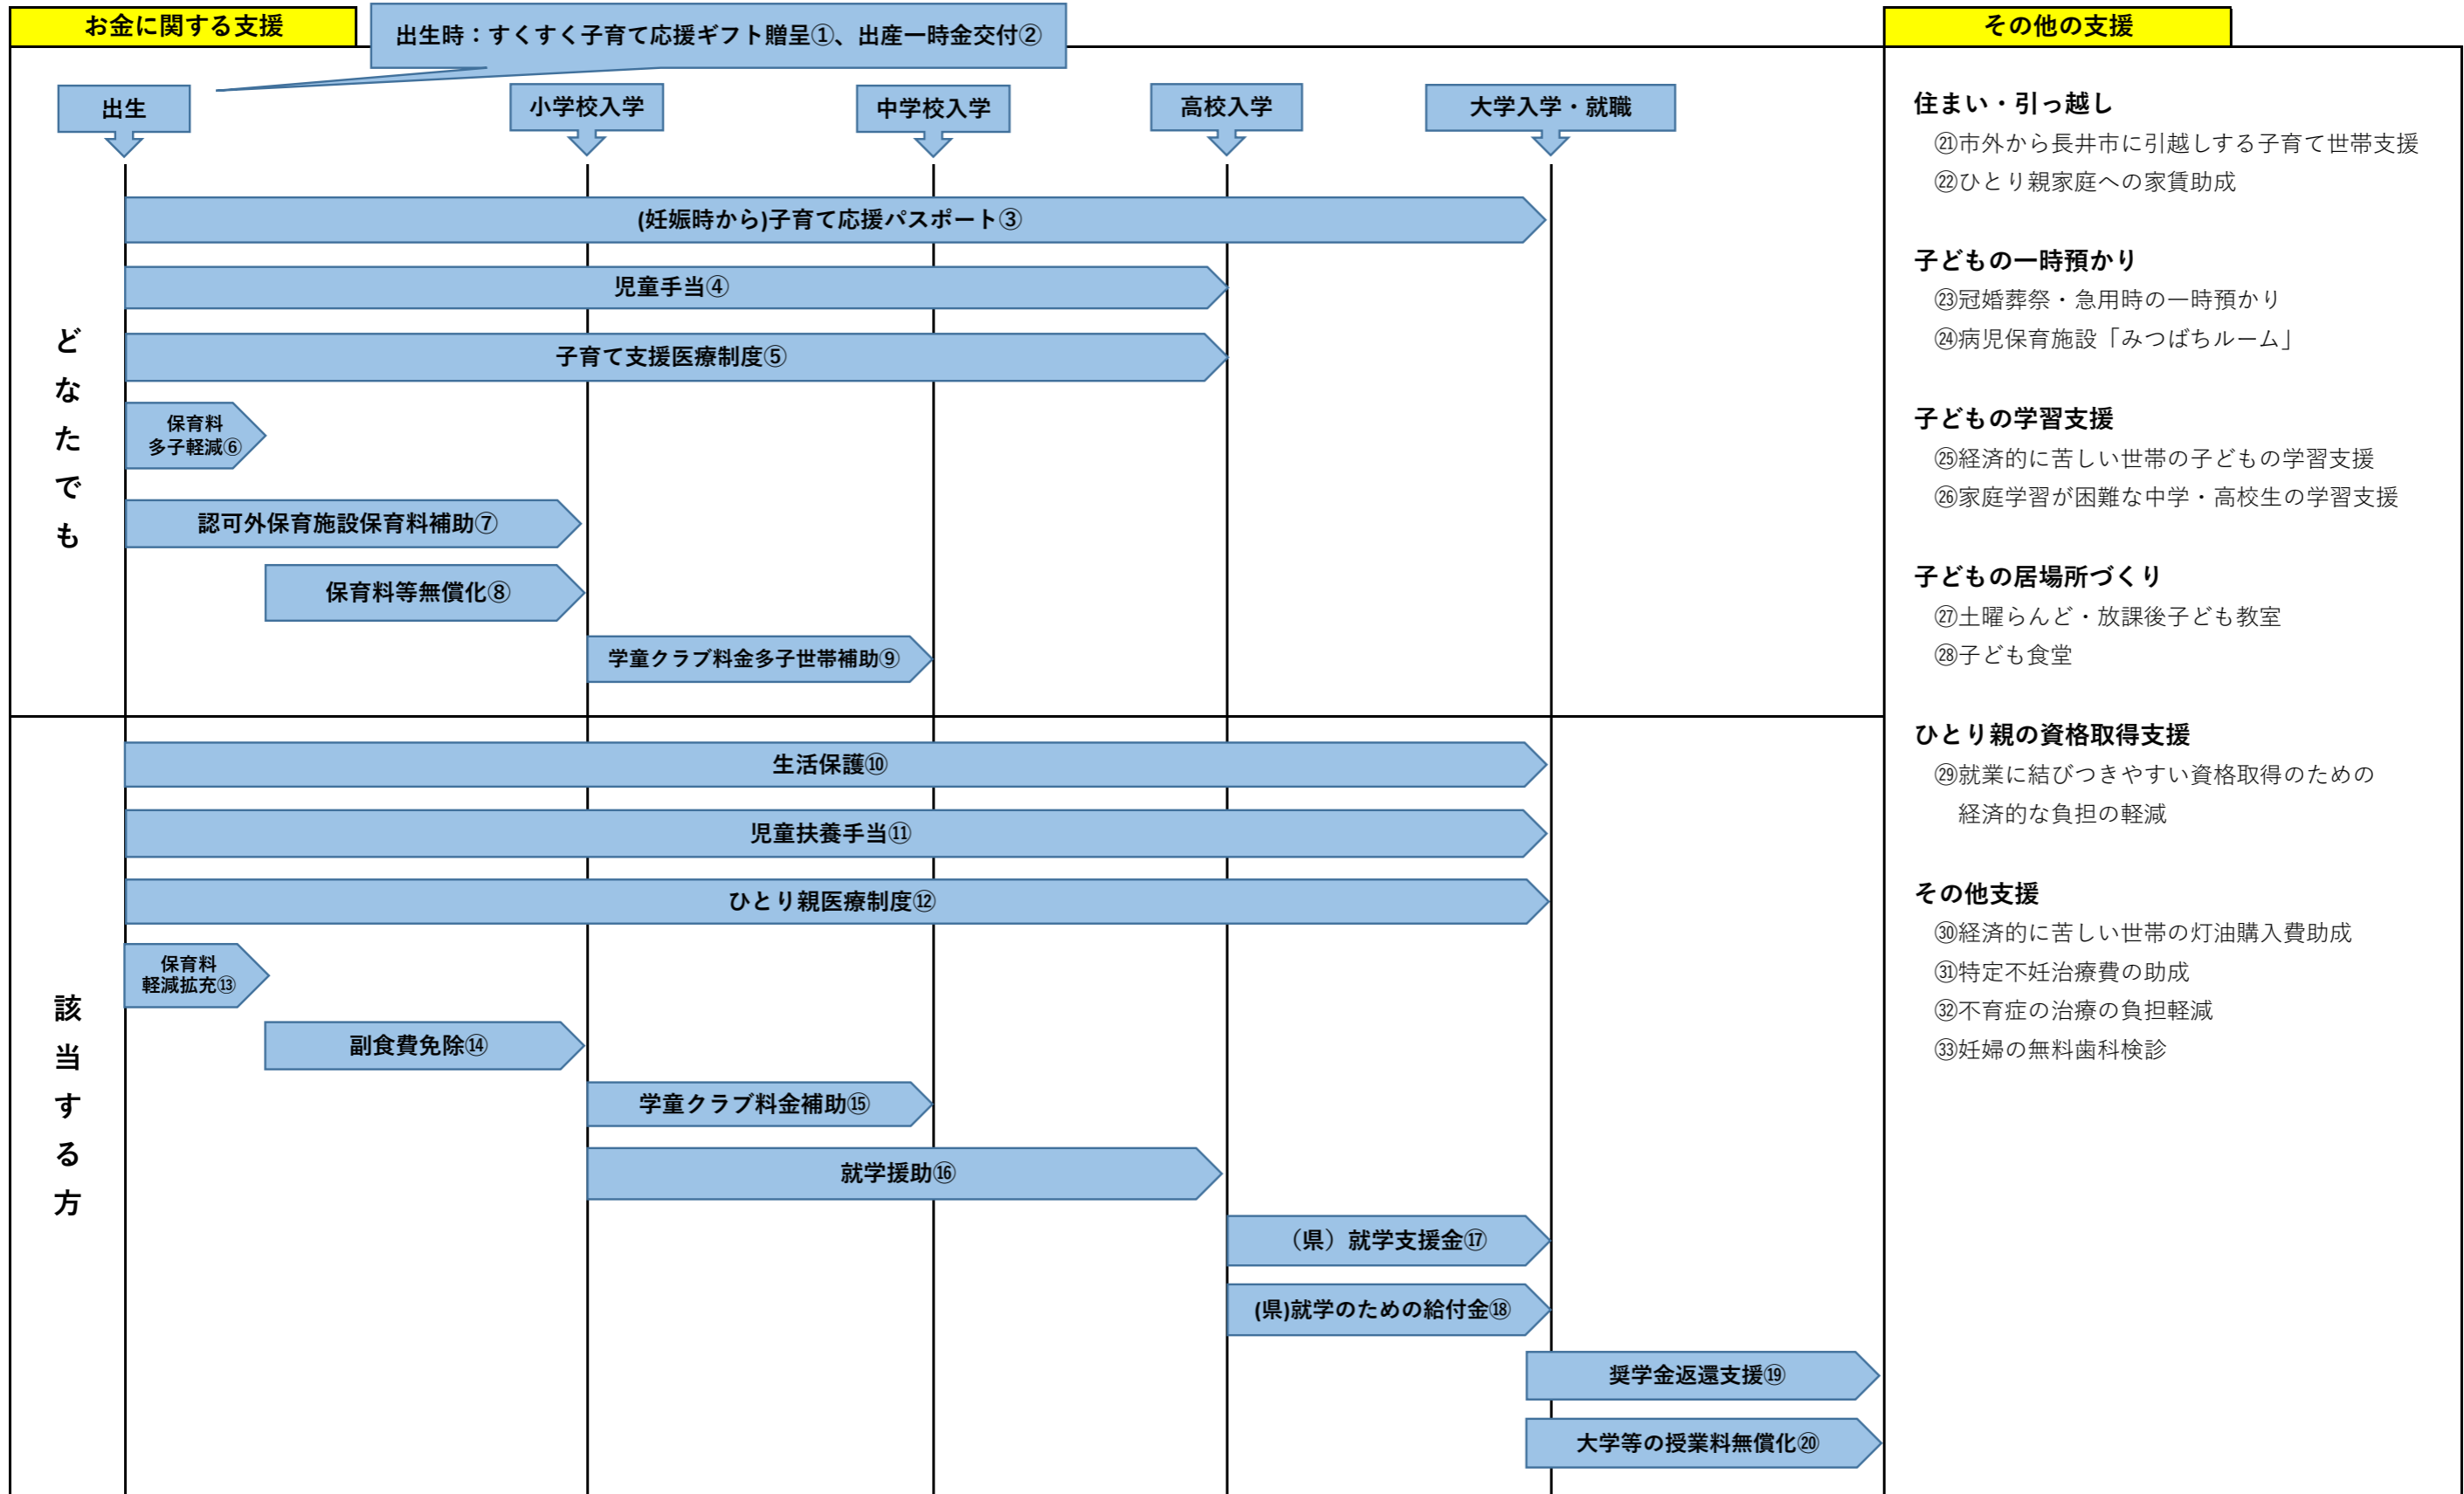 お金に関する支援
出生時：すくすく子育て応援ギフト贈呈①、出産一時金交付②
出生
小学校入学
中学校入学
高校入学
大学入学・就職
どなたでも
(妊娠時から)子育て応援パスポート③
児童手当④
子育て支援医療制度⑤
保育料
多子軽減⑥
認可外保育施設保育料補助⑦
保育料等無償化⑧
学童クラブ料金多子世帯補助⑨
該当する方
生活保護⑩
児童扶養手当⑪
ひとり親医療制度⑫
保育料
軽減拡充⑬
副食費免除⑭
学童クラブ料金補助⑮
就学援助⑯
（県）就学支援金⑰
(県)就学のための給付金⑱
奨学金返還支援⑲
大学等の授業料無償化⑳
その他の支援
住まい・引っ越し
㉑市外から長井市に引越しする子育て世帯支援
㉒ひとり親家庭への家賃助成
子どもの一時預かり
㉓冠婚葬祭・急用時の一時預かり
㉔病児保育施設「みつばちルーム」
子どもの学習支援
㉕経済的に苦しい世帯の子どもの学習支援
㉖家庭学習が困難な中学・高校生の学習支援
子どもの居場所づくり
㉗土曜らんど・放課後子ども教室
㉘子ども食堂
ひとり親の資格取得支援
㉙就業に結びつきやすい資格取得のための
経済的な負担の軽減
その他支援
㉚経済的に苦しい世帯の灯油購入費助成
㉛特定不妊治療費の助成
㉜不育症の治療の負担軽減
㉝妊婦の無料歯科検診